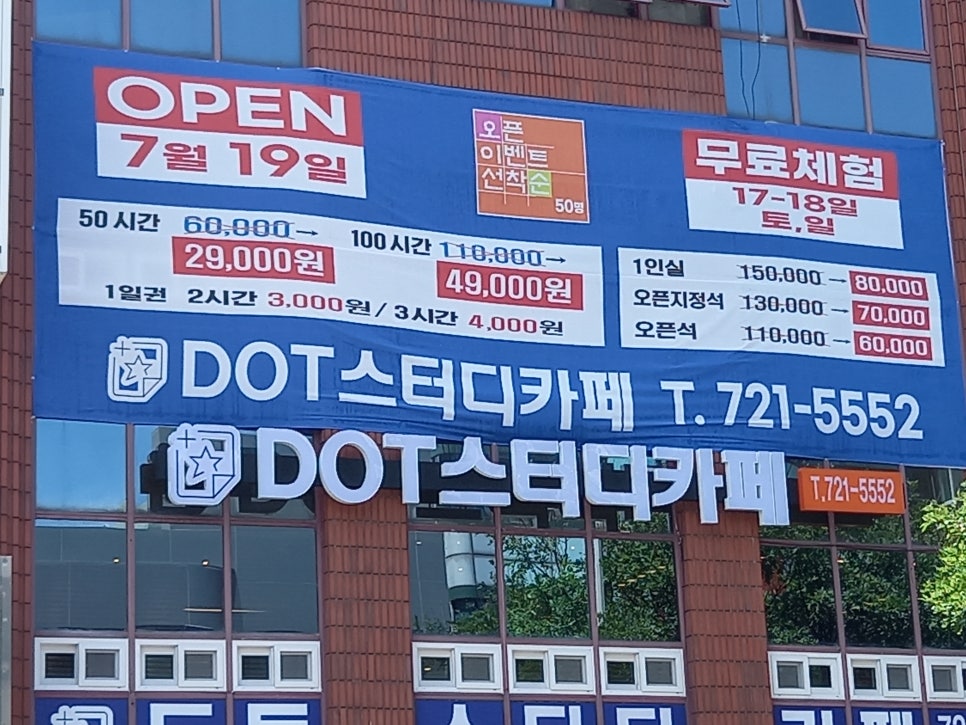 OPEN
7월 19일
오픈
이벤트
선착순
50명
무료체험
17-18일
토,일
50시간 60,000→
29,000원
100시간 110,000→
49,000원
1일권 2시간 3.000원 / 3시간 4,000원
1인실 150,000→ 80,000
오픈지정석 130,000→ 70,000
오픈석 110,000→ 60,000
DOT스터디카페 T. 721-5552
DOT스터디카페 T.721-5552